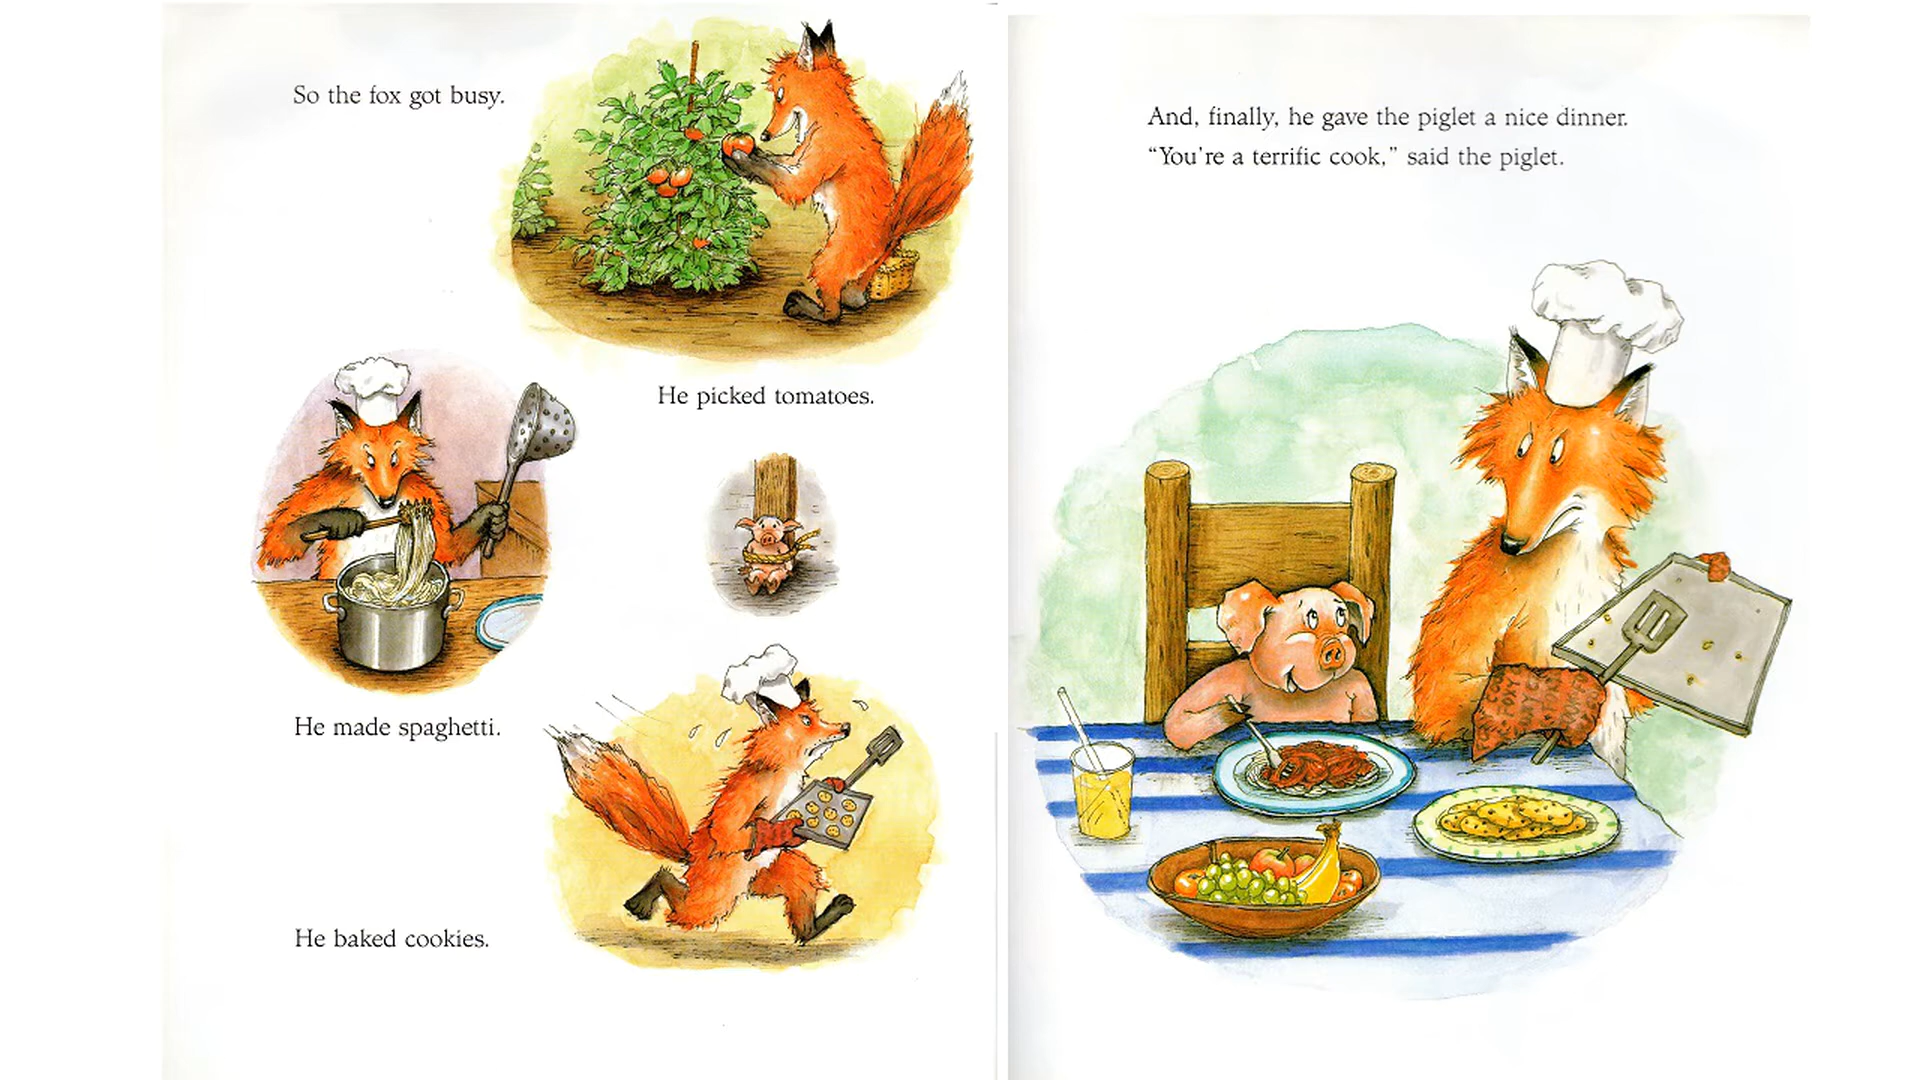 So the fox got busy.
He picked tomatoes.
He made spaghetti.
He baked cookies.
And, finally, he gave the piglet a nice dinner.
“You're a terrific cook,” said the piglet.